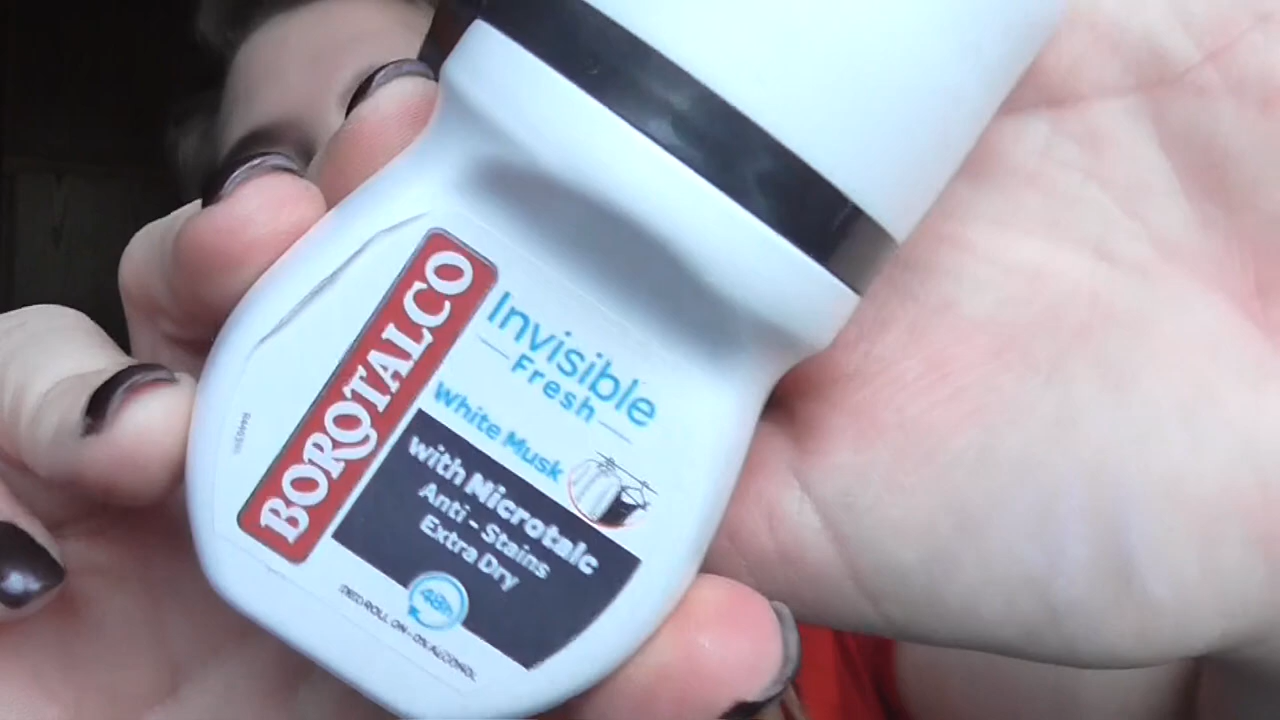 BOROTALCO
Invisible
Fresh
White Musk
with Microtalc
Anti - Stains
Extra Dry
48h
DEO ROLL ON - 0% ALCOHOL